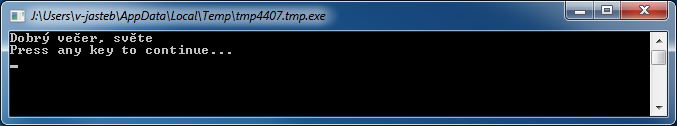 J:\Users\v-jasteb\AppData\Local\Temp\tmp4407.tmp.exe
Dobrý večer, světe
Press any key to continue...